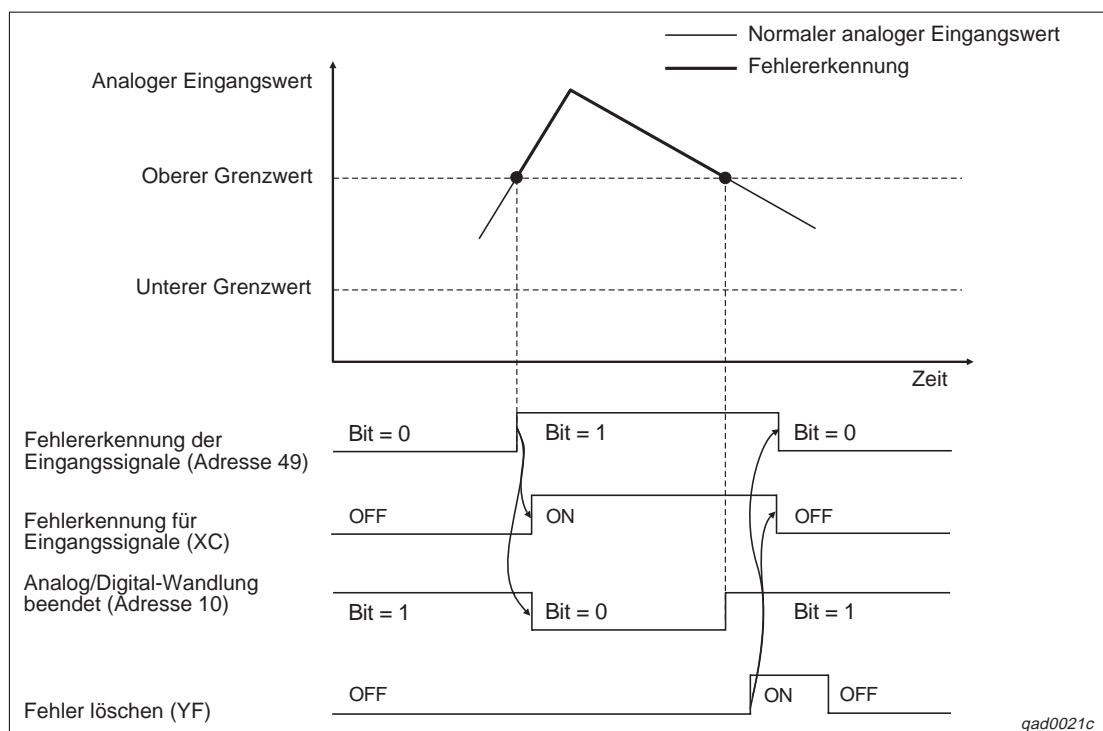 Normaler analoger Eingangswert
Fehlererkennung
Analoger Eingangswert
Oberer Grenzwert
Unterer Grenzwert
Zeit
Fehlererkennung der
Eingangssignale (Adresse 49)
Bit = 0
Bit = 1
Bit = 0
Fehlerkennung für
Eingangssignale (XC)
OFF
ON
OFF
Analog/Digital-Wandlung
beendet (Adresse 10)
Bit = 1
Bit = 0
Bit = 1
Fehler löschen (YF)
OFF
ON
OFF
qad0021c